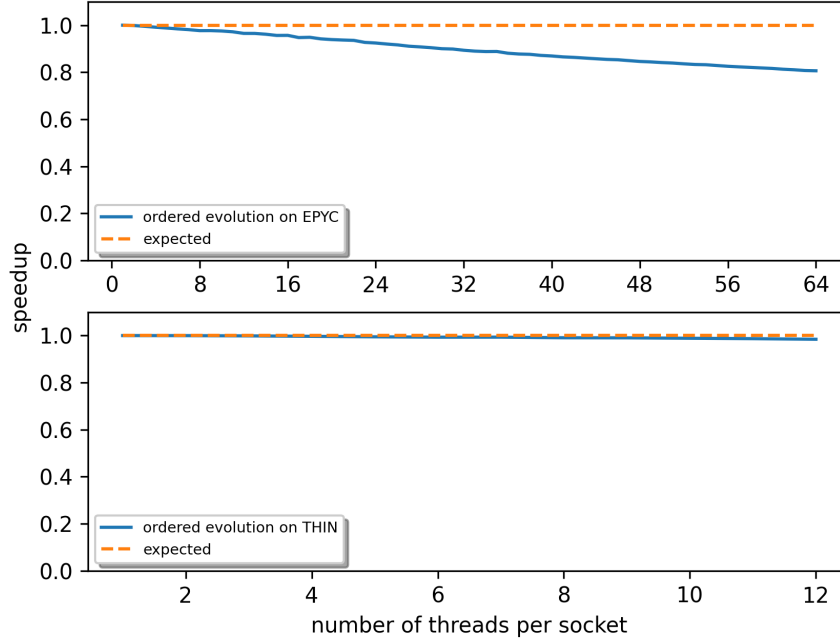 1.0
0.8
0.6
0.4
0.2
0.0
ordered evolution on EPYC
expected
0 8 16 24 32 40 48 56 64
speedup
1.0
0.8
0.6
0.4
0.2
0.0
ordered evolution on THIN
expected
2 4 6 8 10 12
number of threads per socket